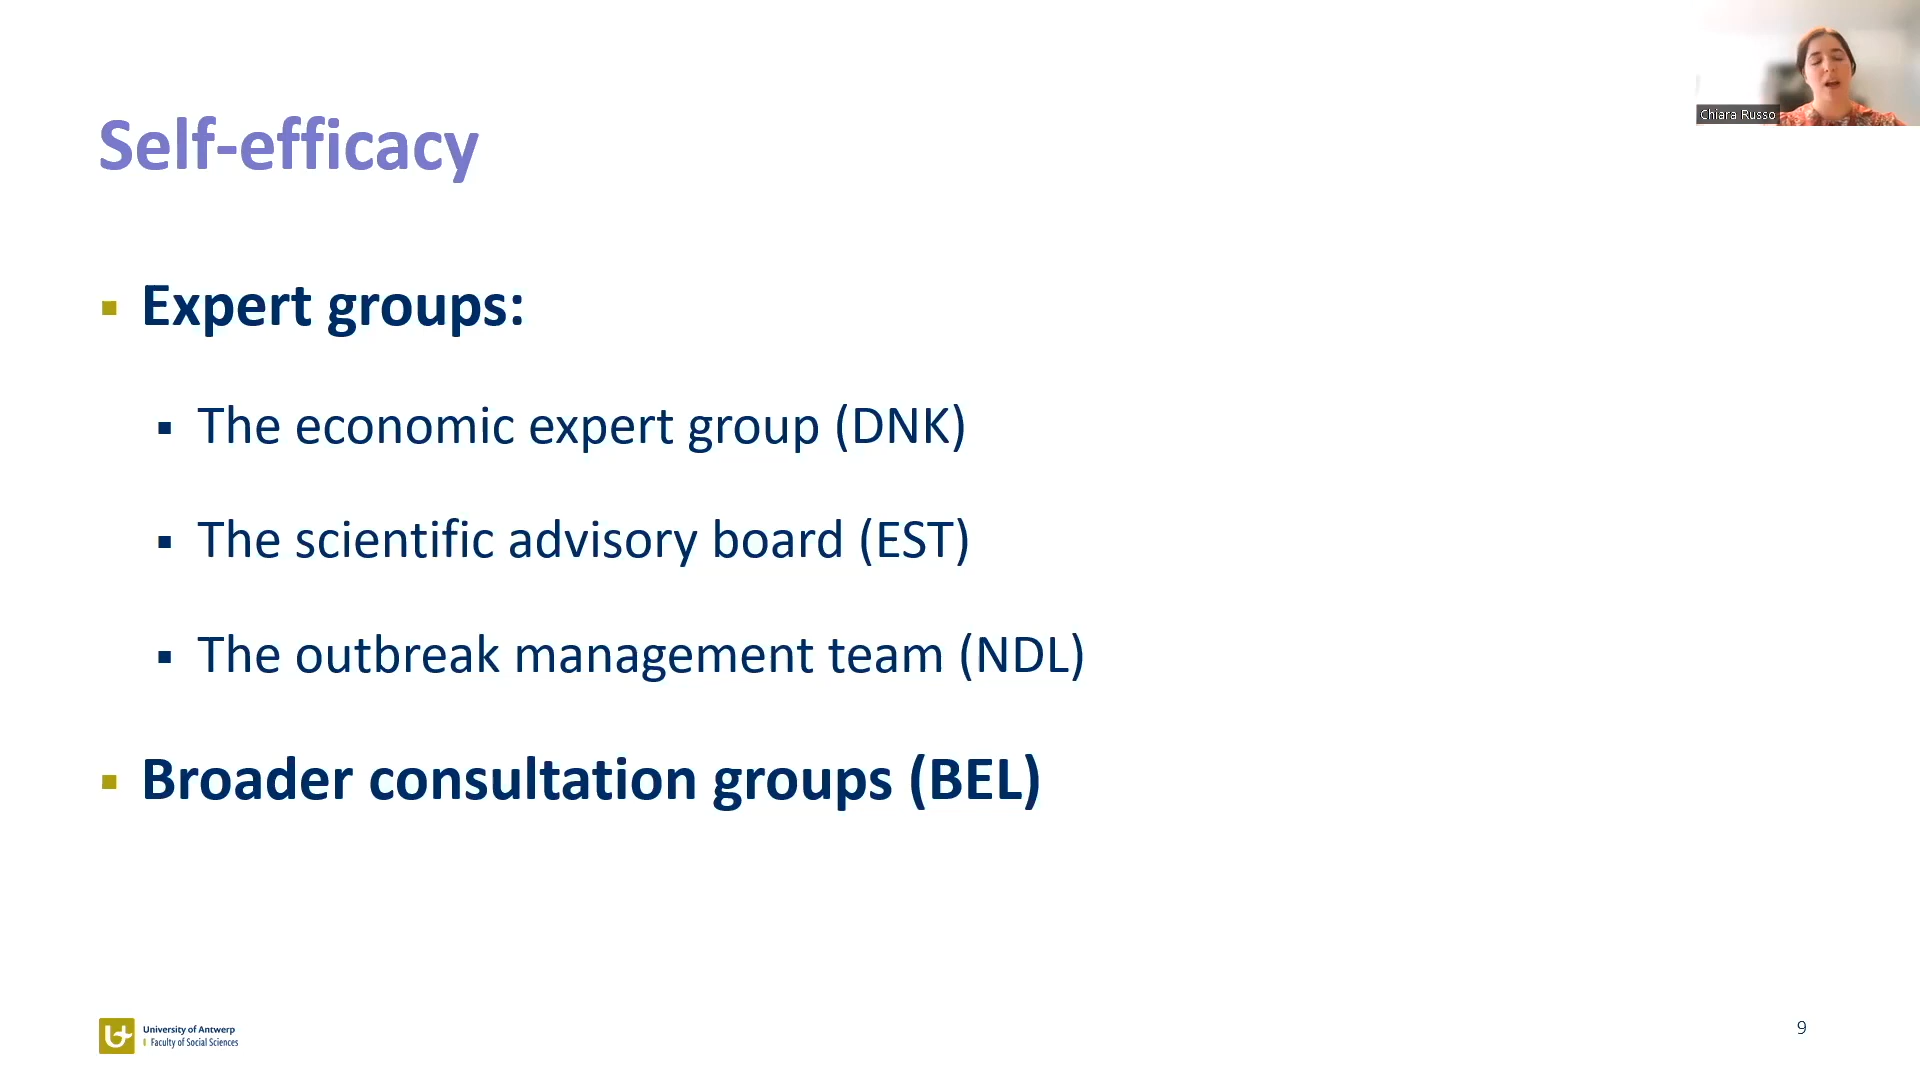 Chiara Russo
Self-efficacy
▪ Expert groups:
▪ The economic expert group (DNK)
▪ The scientific advisory board (EST)
▪ The outbreak management team (NDL)
▪ Broader consultation groups (BEL)
University of Antwerp
Faculty of Social Sciences
9